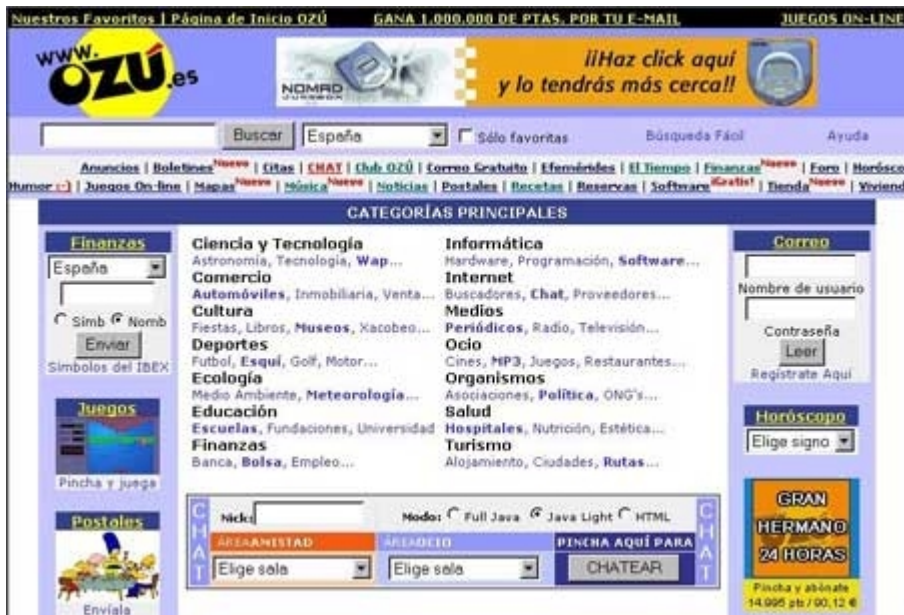 Nuestros Favoritos | Página de Inicio OZÚ GANA 1.000.000 DE PTAS. POR TU E-MAIL JUEGOS ON-LINE
www.
OZÚ.es
NOMAD
JUKEBOX
¡¡Haz click aquí
y lo tendrás más cerca!!
Buscar España Sólo favoritas Búsqueda Fácil Ayuda
Anuncios | Boletines Nuevo | Citas | CHAT | Club OZÚ | Correo Gratuito | Efemérides | El Tiempo | Finanzas Nuevo | Foro | Horósco
Humor :-) | Juegos On-line | Mapas Nuevo | Música Nuevo | Noticias | Postales | Recetas | Reservas | Software ¡Gratis! | Tienda Nuevo | Viviend
CATEGORÍAS PRINCIPALES
Finanzas
España
Simb Nomb
Enviar
Símbolos del IBEX
Juegos
Pincha y juega
Postales
Envíala
Ciencia y Tecnología
Astronomía, Tecnología, Wap...
Comercio
Automóviles, Inmobiliaria, Venta...
Cultura
Fiestas, Libros, Museos, Xacobeo...
Deportes
Futbol, Esquí, Golf, Motor...
Ecología
Medio Ambiente, Meteorología...
Educación
Escuelas, Fundaciones, Universidad
Finanzas
Banca, Bolsa, Empleo...
Informática
Hardware, Programación, Software...
Internet
Buscadores, Chat, Proveedores...
Medios
Periódicos, Radio, Televisión...
Ocio
Cines, MP3, Juegos, Restaurantes...
Organismos
Asociaciones, Política, ONG's...
Salud
Hospitales, Nutrición, Estética...
Turismo
Alojamiento, Ciudades, Rutas...
CHAT
Nick: Modo: Full Java Java Light HTML
ÁREA AMISTAD ÁREA OCIO PINCHA AQUÍ PARA
Elige sala Elige sala CHATEAR
CHAT
Correo
Nombre de usuario
Contraseña
Leer
Regístrate Aquí
Horóscopo
Elige signo
GRAN
HERMANO
24 HORAS
Pincha y abónate
14.995 pts / 90,12 €